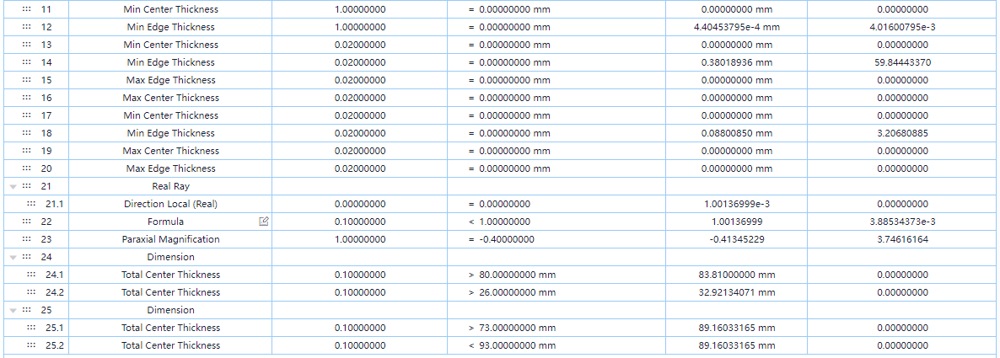 11 Min Center Thickness 1.00000000 = 0.00000000 mm 0.00000000 mm 0.00000000
12 Min Edge Thickness 1.00000000 = 0.00000000 mm 4.40453795e-4 mm 4.01600795e-3
13 Min Center Thickness 0.02000000 = 0.00000000 mm 0.00000000 mm 0.00000000
14 Min Edge Thickness 0.02000000 = 0.00000000 mm 0.38018936 mm 59.84443370
15 Max Edge Thickness 0.02000000 = 0.00000000 mm 0.00000000 mm 0.00000000
16 Max Center Thickness 0.02000000 = 0.00000000 mm 0.00000000 mm 0.00000000
17 Min Center Thickness 0.02000000 = 0.00000000 mm 0.00000000 mm 0.00000000
18 Min Edge Thickness 0.02000000 = 0.00000000 mm 0.08800850 mm 3.20680885
19 Max Center Thickness 0.02000000 = 0.00000000 mm 0.00000000 mm 0.00000000
20 Max Edge Thickness 0.02000000 = 0.00000000 mm 0.00000000 mm 0.00000000
21 Real Ray
21.1 Direction Local (Real) 0.00000000 = 0.00000000 1.00136999e-3 0.00000000
22 Formula 0.10000000 < 1.00000000 1.00136999 3.88534373e-3
23 Paraxial Magnification 1.00000000 = -0.40000000 -0.41345229 3.74616164
24 Dimension
24.1 Total Center Thickness 0.10000000 > 80.00000000 mm 83.81000000 mm 0.00000000
24.2 Total Center Thickness 0.10000000 > 26.00000000 mm 32.92134071 mm 0.00000000
25 Dimension
25.1 Total Center Thickness 0.10000000 > 73.00000000 mm 89.16033165 mm 0.00000000
25.2 Total Center Thickness 0.10000000 < 93.00000000 mm 89.16033165 mm 0.00000000